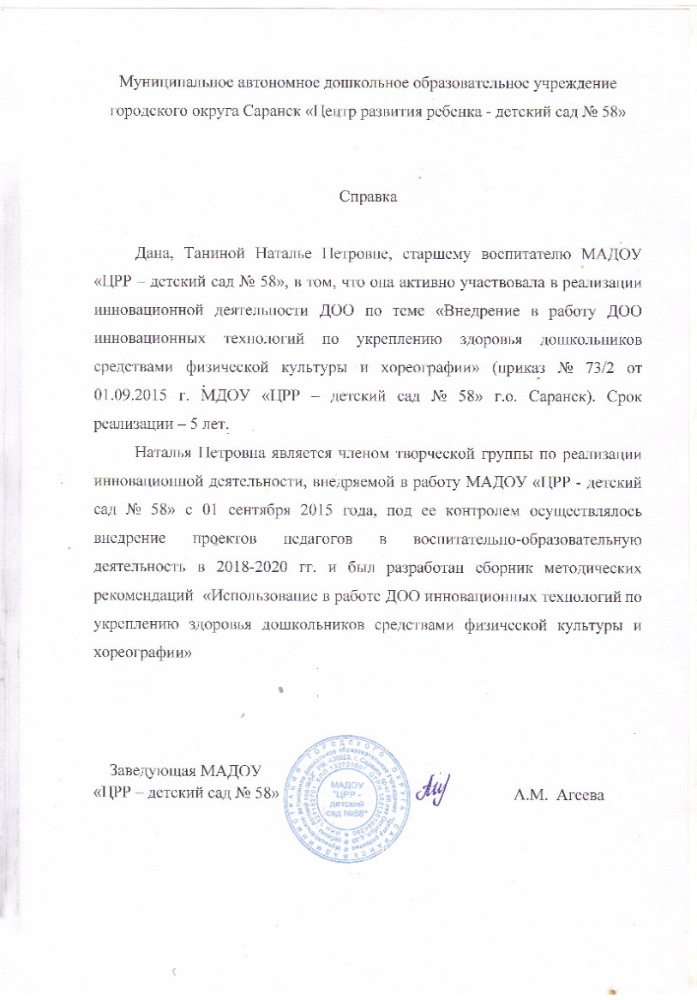 Муниципальное автономное дошкольное образовательное учреждение
городского округа Саранск «Центр развития ребенка - детский сад № 58»
Справка
Дана, Таниной Наталье Петровне, старшему воспитателю МАДОУ
«ЦРР – детский сад № 58», в том, что она активно участвовала в реализации
инновационной деятельности ДОО по теме «Внедрение в работу ДОО
инновационных технологий по укреплению здоровья дошкольников
средствами физической культуры и хореографии» (приказ № 73/2 от
01.09.2015 г. МДОУ «ЦРР – детский сад № 58» г.о. Саранск). Срок
реализации – 5 лет.
Наталья Петровна является членом творческой группы по реализации
инновационной деятельности, внедряемой в работу МАДОУ «ЦРР - детский
сад № 58» с 01 сентября 2015 года, под ее контролем осуществлялось
внедрение проектов педагогов в воспитательно-образовательную
деятельность в 2018-2020 гг. и был разработан сборник методических
рекомендаций «Использование в работе ДОО инновационных технологий по
укреплению здоровья дошкольников средствами физической культуры и
хореографии»
Заведующая МАДОУ
«ЦРР – детский сад № 58»
А.М. Агеева
МАДОУ
"ЦРР -
детский
сад №58"